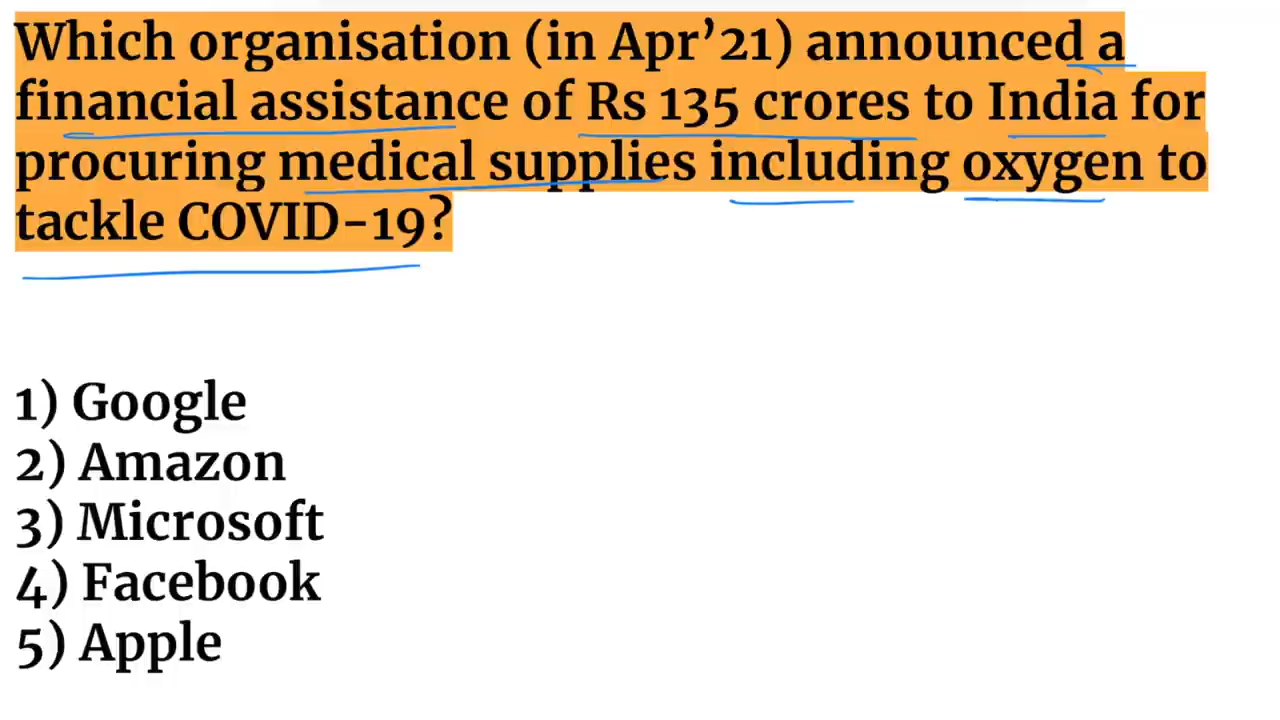 Which organisation (in Apr’21) announced a
financial assistance of Rs 135 crores to India for
procuring medical supplies including oxygen to
tackle COVID-19?
1) Google
2) Amazon
3) Microsoft
4) Facebook
5) Apple